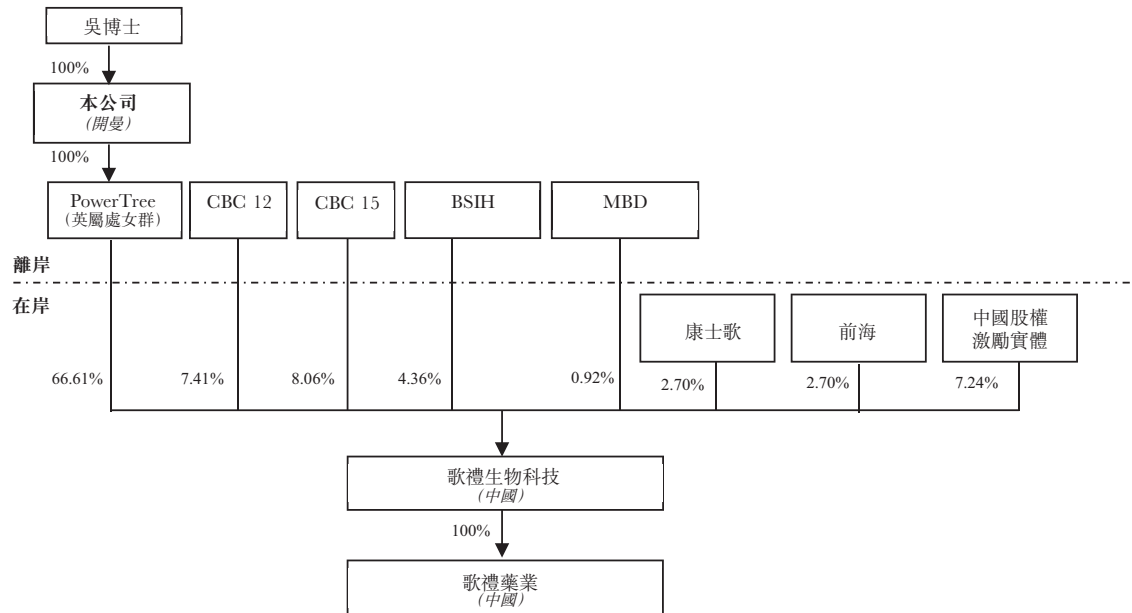 吳博士
100%
本公司
(開曼)
100%
PowerTree
(英屬處女群)
CBC 12
CBC 15
BSIH
MBD
離岸
在岸
康士歌
前海
中國股權
激勵實體
66.61%
7.41%
8.06%
4.36%
0.92%
2.70%
2.70%
7.24%
歌禮生物科技
(中國)
100%
歌禮藥業
(中國)